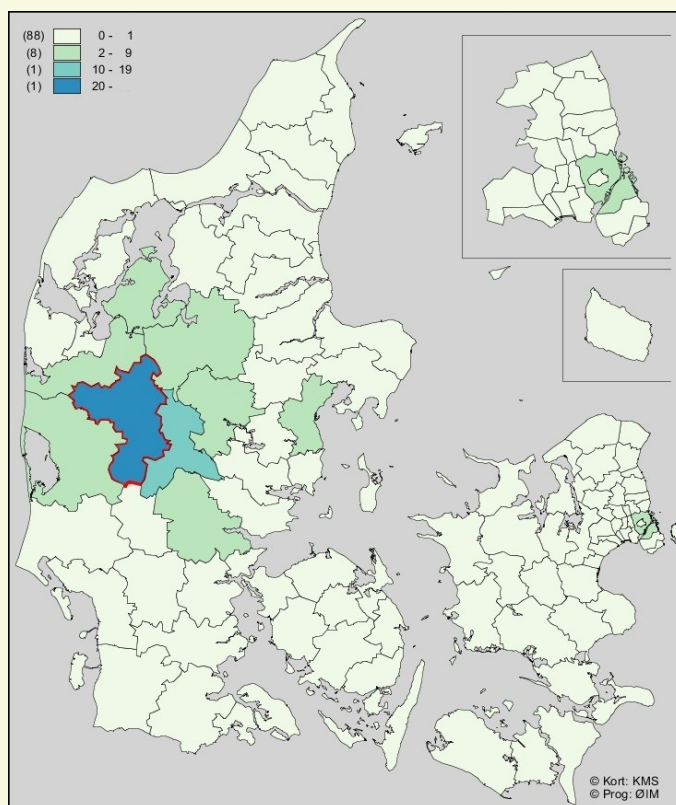 (88) 0 - 1
(8) 2 - 9
(1) 10 - 19
(1) 20 -
© Kort: KMS
© Prog: ØIM